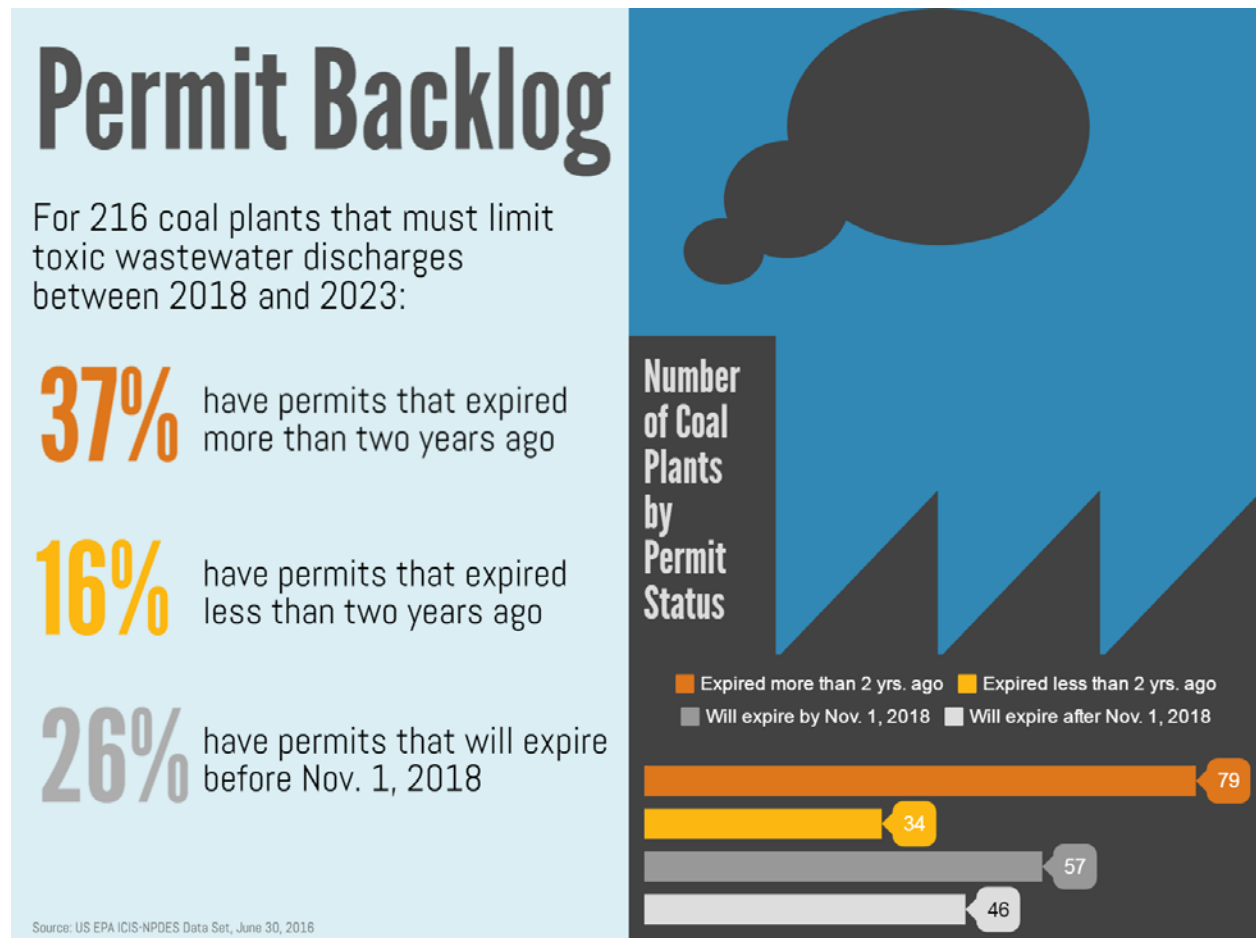 Permit Backlog
For 216 coal plants that must limit
toxic wastewater discharges
between 2018 and 2023:
37%
have permits that expired
more than two years ago
16%
have permits that expired
less than two years ago
26%
have permits that will expire
before Nov. 1, 2018
Source: US EPA ICIS-NPDES Data Set, June 30, 2016
Number
of Coal
Plants
by
Permit
Status
Expired more than 2 yrs. ago
Expired less than 2 yrs. ago
Will expire by Nov. 1, 2018
Will expire after Nov. 1, 2018
79
34
57
46